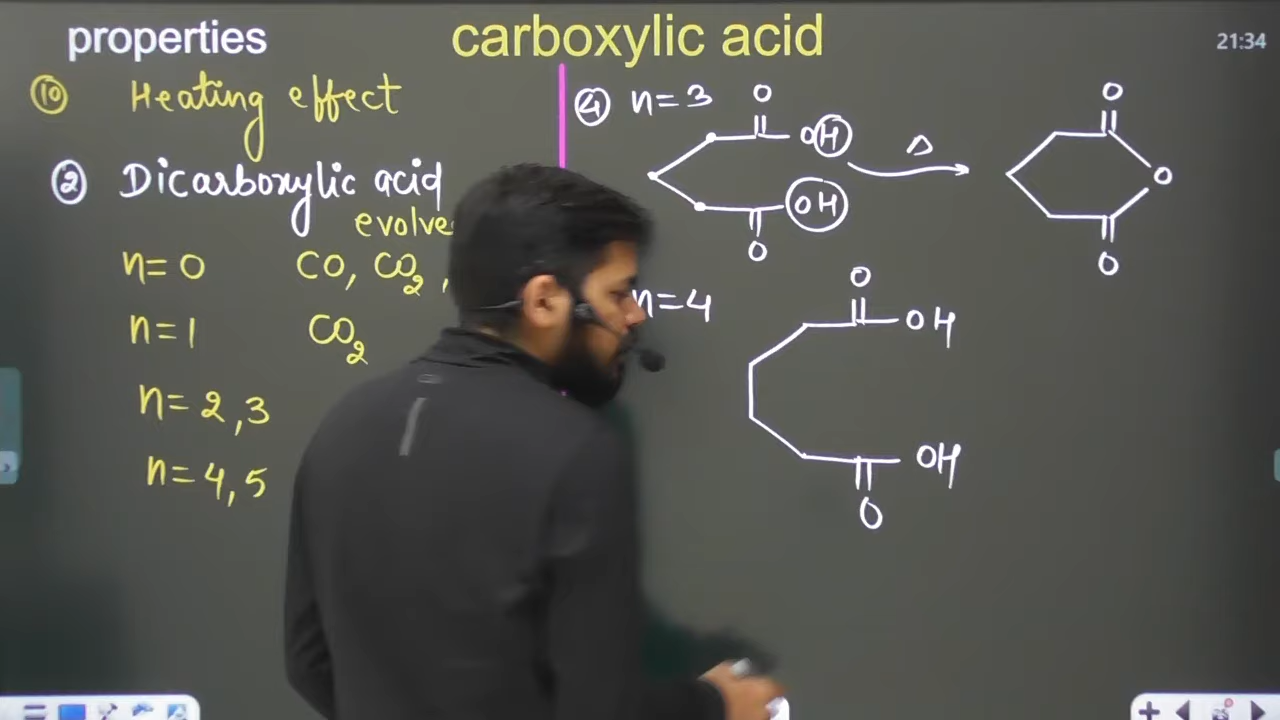 properties
carboxylic acid
21:34
10 Heating effect
2 Dicarboxylic acid
n=0 CO, CO2,
n=1 CO2
n=2,3
n=4,5
4 n=3
O
OH
Δ
OH
O
O
O
O
n=4
O
OH
OH
O